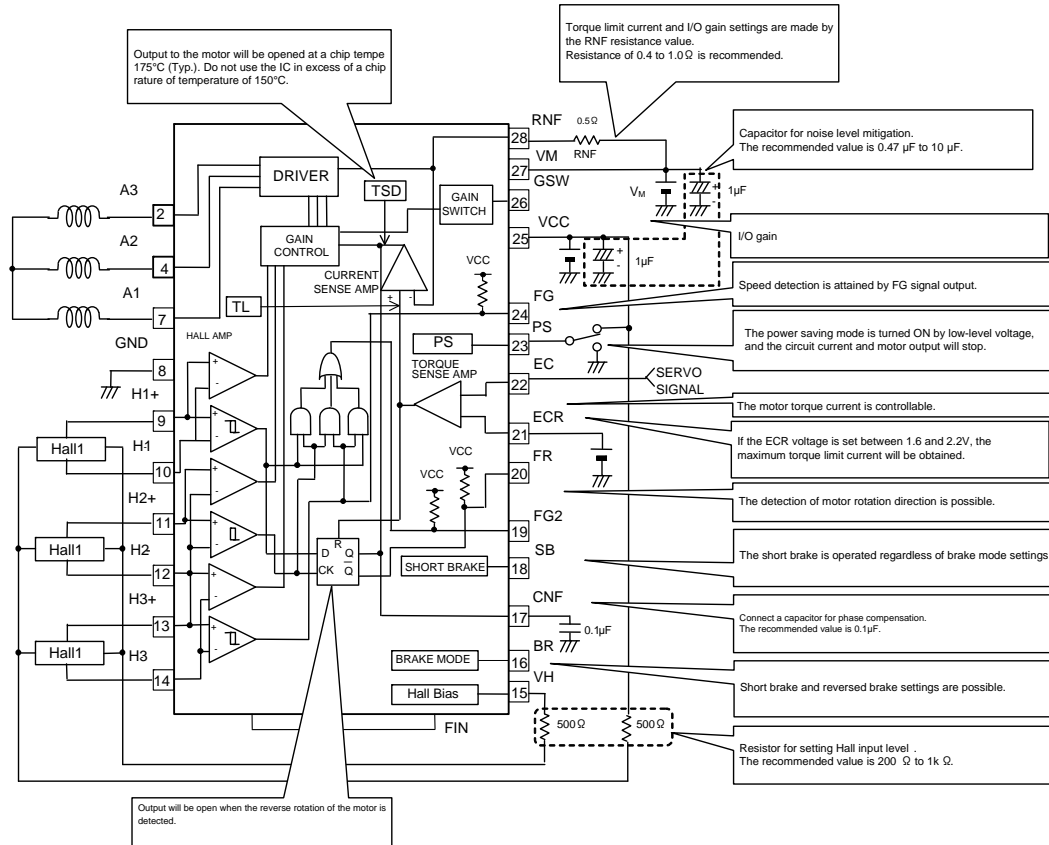 Output to the motor will be opened at a chip tempe
175°C (Typ.). Do not use the IC in excess of a chip
rature of temperature of 150°C.
Torque limit current and I/O gain settings are made by
the RNF resistance value.
Resistance of 0.4 to 1.0Ω is recommended.
Capacitor for noise level mitigation.
The recommended value is 0.47 µF to 10 µF.
I/O gain
Speed detection is attained by FG signal output.
The power saving mode is turned ON by low-level voltage,
and the circuit current and motor output will stop.
The motor torque current is controllable.
If the ECR voltage is set between 1.6 and 2.2V, the
maximum torque limit current will be obtained.
The detection of motor rotation direction is possible.
The short brake is operated regardless of brake mode settings
Connect a capacitor for phase compensation.
The recommended value is 0.1µF.
Short brake and reversed brake settings are possible.
Resistor for setting Hall input level .
The recommended value is 200 Ω to 1k Ω.
Output will be open when the reverse rotation of the motor is
detected.
A3
2
A2
4
A1
7
GND
8
H1+
9
H1-
10
H2+
11
H2-
12
H3+
13
H3
14
Hall1
Hall1
Hall1
DRIVER
TSD
GAIN
SWITCH
GAIN
CONTROL
CURRENT
SENSE AMP
+
-
TL
HALL AMP
+
-
+
-
+
-
+
-
+
-
+
-
PS
TORQUE
SENSE AMP
VCC
VCC
VCC
D
R
Q
CK
Q
SHORT BRAKE
BRAKE MODE
Hall Bias
FIN
RNF
28
0.5Ω
RNF
VM
27
GSW
26
VCC
25
VM
+
-
1µF
+
-
1µF
FG
24
PS
23
EC
22
SERVO
SIGNAL
ECR
21
FR
20
FG2
19
SB
18
CNF
17
0.1µF
BR
16
VH
15
500Ω
500Ω